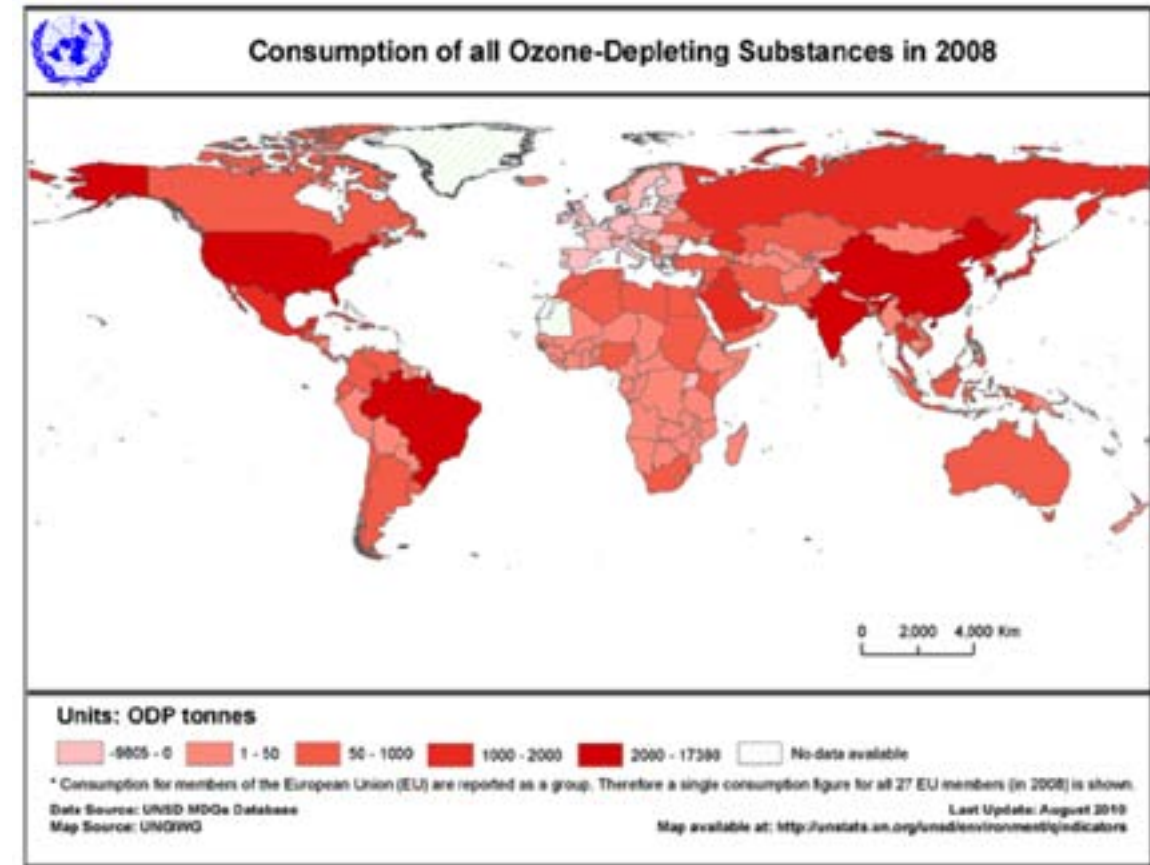 Consumption of all Ozone-Depleting Substances in 2008
0 2,000 4,000 Km
Units: ODP tonnes
-9805 - 0
1 - 50
50 - 1000
1000 - 2000
2000 - 17390
No data available
* Consumption for members of the European Union (EU) are reported as a group. Therefore a single consumption figure for all 27 EU members (in 2008) is shown.
Data Source: UNSD MDGs Database
Last Update: August 2010
Map Source: UNGIWG
Map available at: http://unstats.un.org/unsd/environment/qindicators